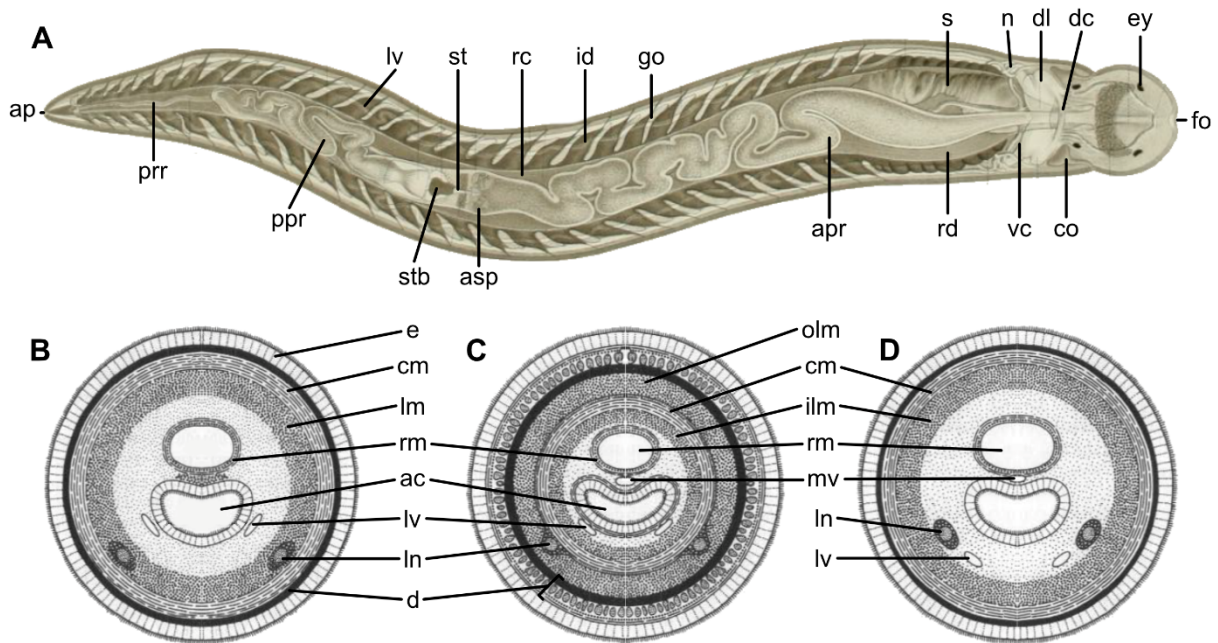 A
lv st rc id go s n dl dc ey
ap
fo
prr ppr stb asp apr rd vc co
B
C
D
e
cm
lm
rm
ac
lv
ln
d
olm
cm
ilm
rm
mv
ln
lv